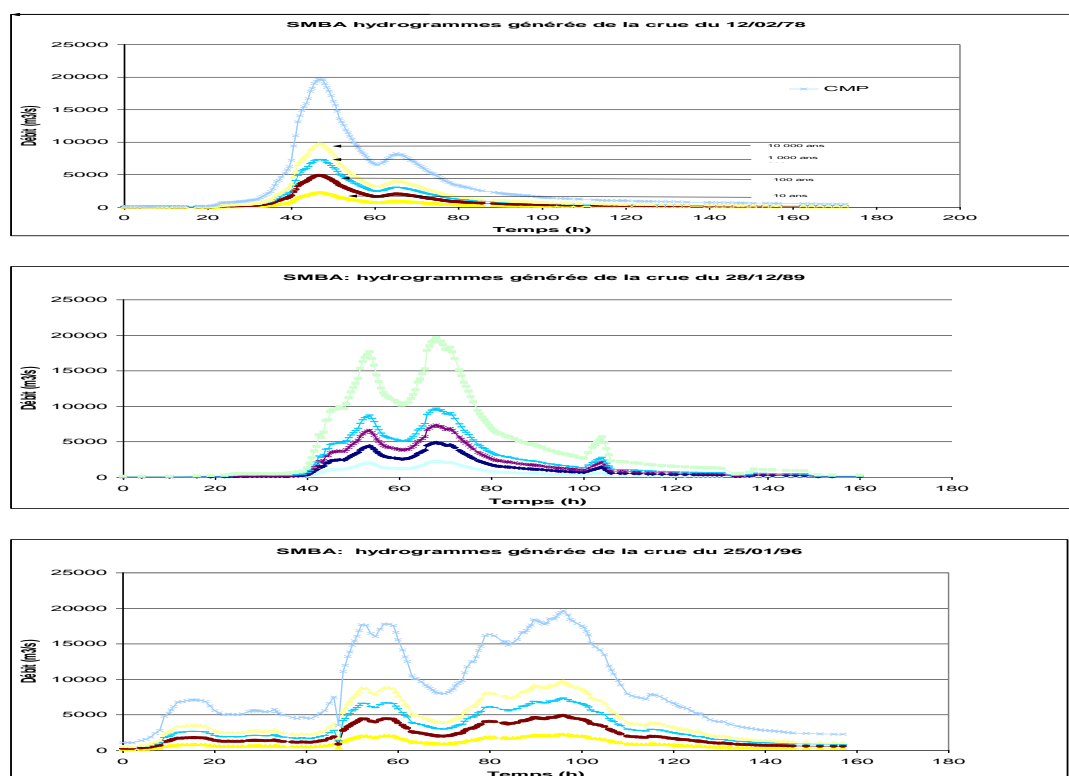 SMBA hydrogrammes générée de la crue du 12/02/78
25000
20000
15000
10000
5000
0
Débit (m3/s)
CMP
10 000 ans
1 000 ans
100 ans
10 ans
0 20 40 60 80 100 120 140 160 180 200
Temps (h)
SMBA: hydrogrammes générée de la crue du 28/12/89
25000
20000
15000
10000
5000
0
Débit (m3/s)
0 20 40 60 80 100 120 140 160 180
Temps (h)
SMBA: hydrogrammes générée de la crue du 25/01/96
25000
20000
15000
10000
5000
0
Débit (m3/s)
0 20 40 60 80 100 120 140 160 180
Temps (h)